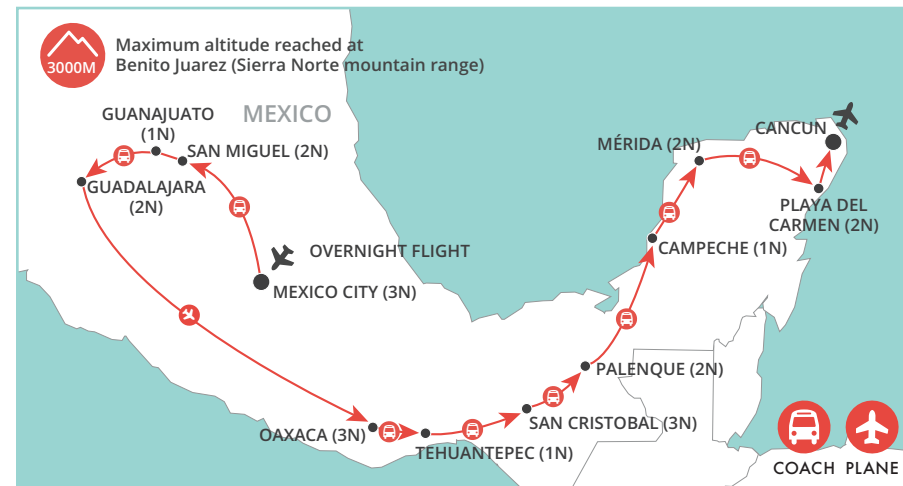 3000M
Maximum altitude reached at
Benito Juarez (Sierra Norte mountain range)
MEXICO
GUANAJUATO
(1N)
SAN MIGUEL (2N)
GUADALAJARA
(2N)
OVERNIGHT FLIGHT
MEXICO CITY (3N)
OAXACA (3N)
TEHUANTEPEC (1N)
SAN CRISTOBAL (3N)
PALENQUE (2N)
CAMPECHE (1N)
MÉRIDA (2N)
CANCUN
PLAYA DEL
CARMEN (2N)
COACH
PLANE